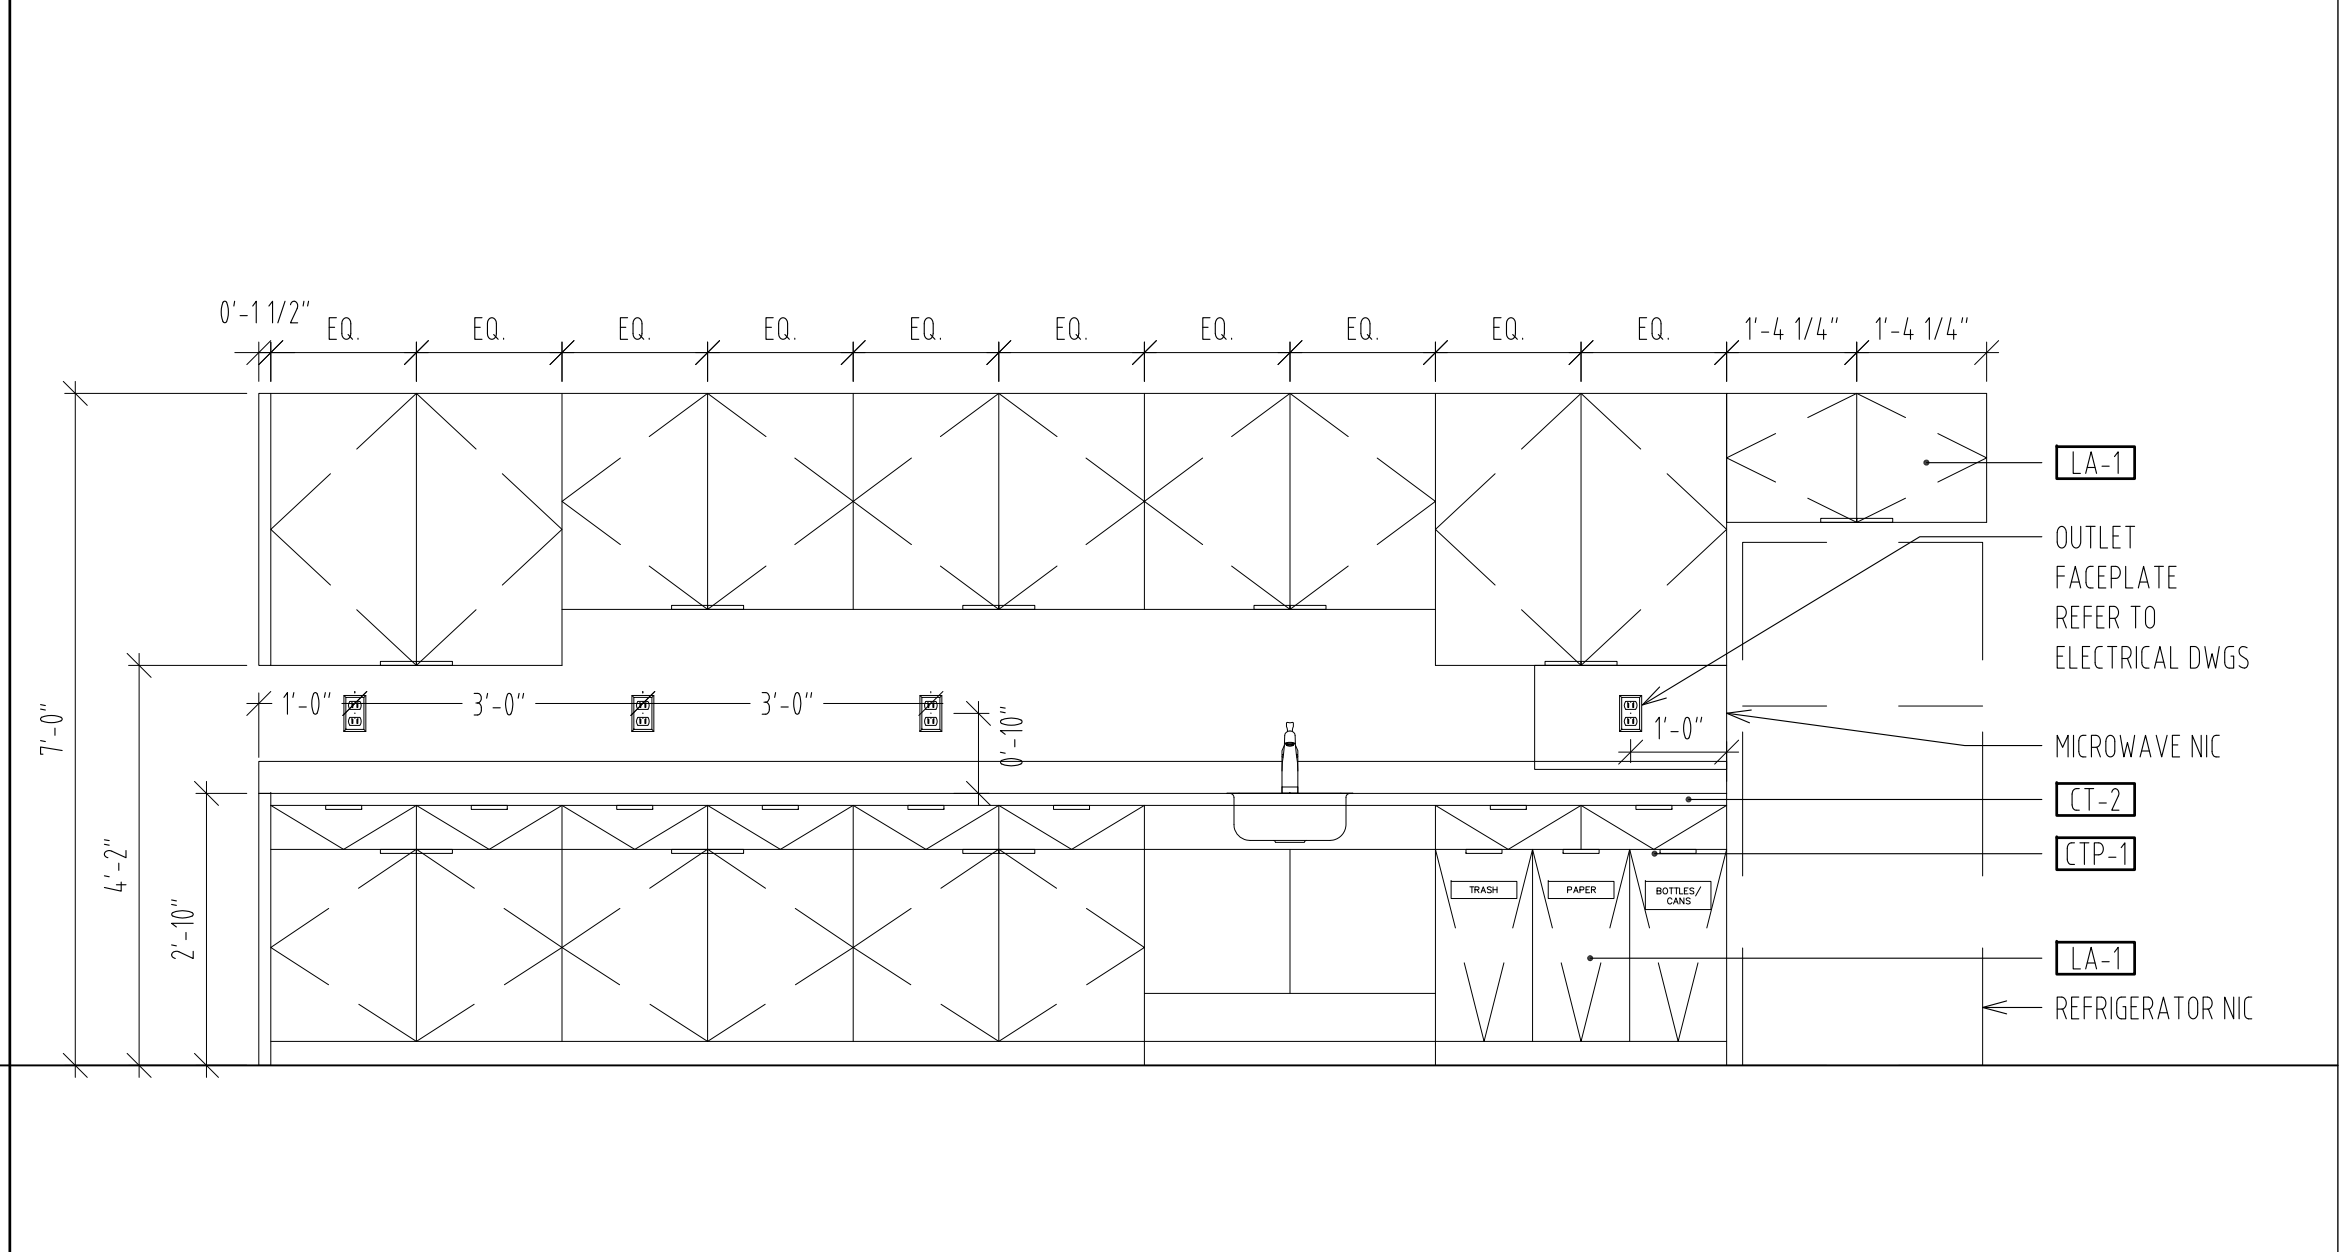 0'-1 1/2"
EQ. EQ. EQ. EQ. EQ. EQ. EQ. EQ. EQ. EQ. 1'-4 1/4" 1'-4 1/4"
LA-1
OUTLET
FACEPLATE
REFER TO
ELECTRICAL DWGS
7'-0"
1'-0" 3'-0" 3'-0" 0'-10" 1'-0"
MICROWAVE NIC
CT-2
4'-2"
CTP-1
2'-10"
TRASH PAPER BOTTLES/
CANS
LA-1
REFRIGERATOR NIC